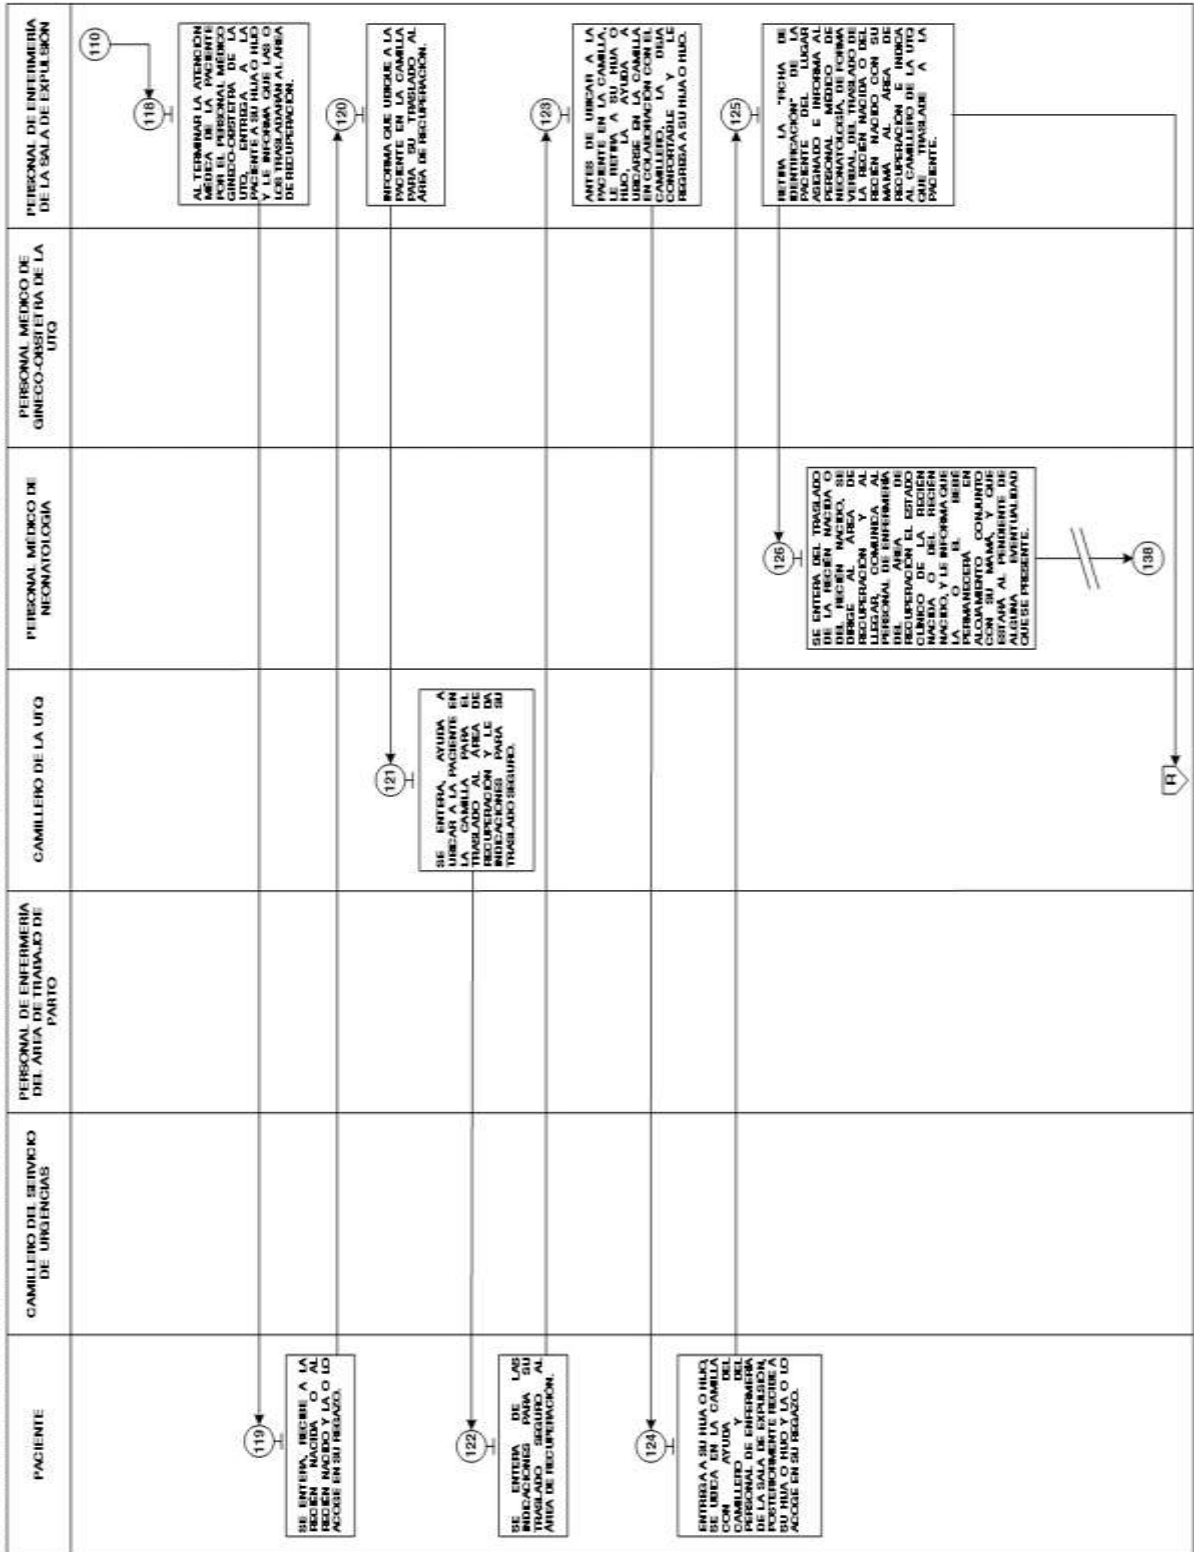 PACIENTE
CAMILLERO DEL SERVICIO
DE URGENCIAS
PERSONAL DE ENFERMERÍA
DEL ÁREA DE TRABAJO DE
PARTO
CAMILLERO DE LA UTQ
PERSONAL MÉDICO DE
NEONATOLOGÍA
PERSONAL MÉDICO DE
GINECO-OBSTETRA DE LA
UTQ
PERSONAL DE ENFERMERÍA
DE LA SALA DE EXPULSIÓN
110
118
AL TERMINAR LA ATENCIÓN
MÉDICA DE LA PACIENTE
POR EL PERSONAL MÉDICO
GINECO-OBSTETRA DE LA
UTQ, ENTREGA A LA
PACIENTE A SU HIJA O HIJO
Y LE INFORMA QUE LAS O
LOS TRASLADARÁN AL ÁREA
DE RECUPERACIÓN.
119
SE ENTERA, RECIBE A LA
RECIÉN NACIDA O AL
RECIÉN NACIDO Y LA O LO
ACOGE EN SU REGAZO.
120
INFORMA QUE UBIQUE A LA
PACIENTE EN LA CAMILLA
PARA SU TRASLADO AL
ÁREA DE RECUPERACIÓN.
121
SE ENTERA, AYUDA A
UBICAR A LA PACIENTE EN
LA CAMILLA PARA EL
TRASLADO AL ÁREA DE
RECUPERACIÓN Y LE DA
INDICACIONES PARA SU
TRASLADO SEGURO.
122
SE ENTERA DE LAS
INDICACIONES PARA SU
TRASLADO SEGURO AL
ÁREA DE RECUPERACIÓN.
123
ANTES DE UBICAR A LA
PACIENTE EN LA CAMILLA,
LE RETIRA A SU HIJA O
HIJO, LA AYUDA A
UBICARSE EN LA CAMILLA
EN COLABORACIÓN CON EL
CAMILLERO, LA DEJA
CONFORTABLE Y LE
REGRESA A SU HIJA O HIJO.
124
ENTREGA A SU HIJA O HIJO,
SE UBICA EN LA CAMILLA
CON AYUDA DEL
CAMILLERO Y DEL
PERSONAL DE ENFERMERÍA
DE LA SALA DE EXPULSIÓN,
POSTERIORMENTE RECIBE A
SU HIJA O HIJO Y LA O LO
ACOGE EN SU REGAZO.
125
RETIRA LA "FICHA DE
IDENTIFICACIÓN" DE LA
PACIENTE DEL LUGAR
ASIGNADO E INFORMA AL
PERSONAL MÉDICO DE
NEONATOLOGÍA, DE FORMA
VERBAL, DEL TRASLADO DE
LA RECIÉN NACIDA O DEL
RECIÉN NACIDO CON SU
MAMÁ AL ÁREA DE
RECUPERACIÓN E INDICA
AL CAMILLERO DE LA UTQ
QUE TRASLADE A LA
PACIENTE.
126
SE ENTERA DEL TRASLADO
DE LA RECIÉN NACIDA O
DEL RECIÉN NACIDO, SE
DIRIGE AL ÁREA DE
RECUPERACIÓN Y AL
LLEGAR, COMUNICA AL
PERSONAL DE ENFERMERÍA
DEL ÁREA DE
RECUPERACIÓN EL ESTADO
CLÍNICO DE LA RECIÉN
NACIDA O DEL RECIÉN
NACIDO, Y LE INFORMA QUE
LA O EL BEBÉ
PERMANECERÁ EN
ALOJAMIENTO CONJUNTO
CON SU MAMÁ, Y QUE
ESTARÁ AL PENDIENTE DE
ALGUNA EVENTUALIDAD
QUE SE PRESENTE.
138
R